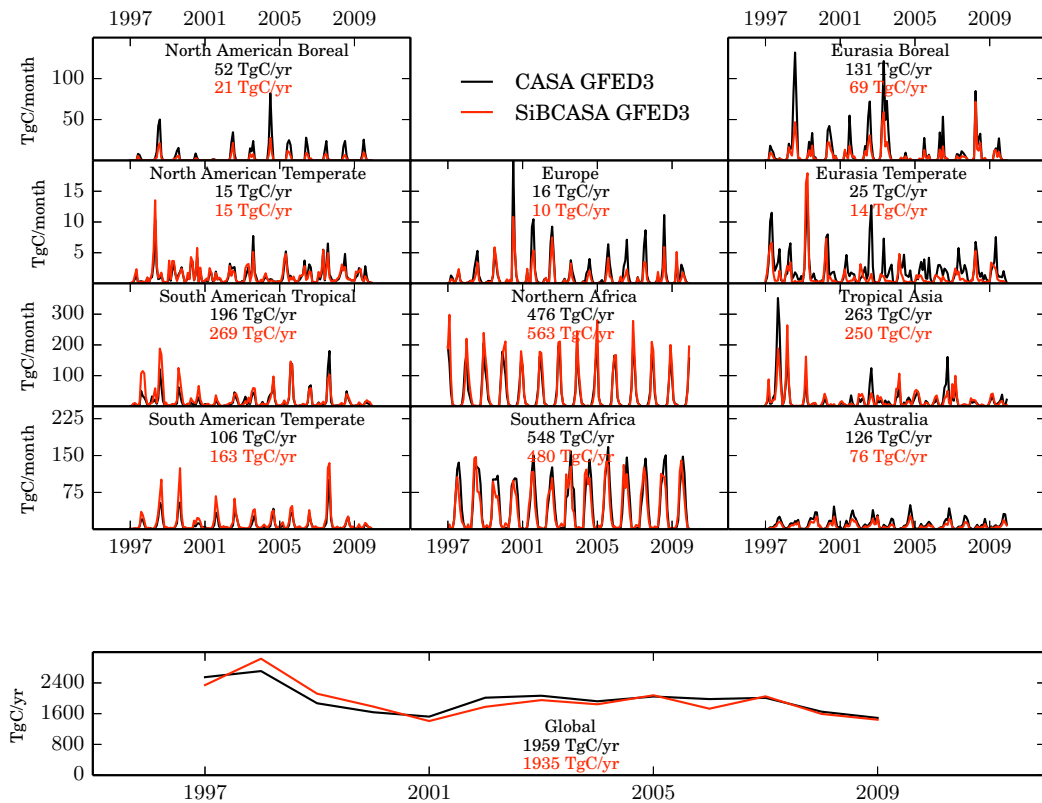 1997 2001 2005 2009 1997 2001 2005 2009
TgC/month
100
50
North American Boreal
52 TgC/yr
21 TgC/yr
CASA GFED3
SiBCASA GFED3
Eurasia Boreal
131 TgC/yr
69 TgC/yr
TgC/month
15
10
5
North American Temperate
15 TgC/yr
15 TgC/yr
Europe
16 TgC/yr
10 TgC/yr
Eurasia Temperate
25 TgC/yr
14 TgC/yr
TgC/month
300
200
100
South American Tropical
196 TgC/yr
269 TgC/yr
Northern Africa
476 TgC/yr
563 TgC/yr
Tropical Asia
263 TgC/yr
250 TgC/yr
TgC/month
225
150
75
South American Temperate
106 TgC/yr
163 TgC/yr
Southern Africa
548 TgC/yr
480 TgC/yr
Australia
126 TgC/yr
76 TgC/yr
1997 2001 2005 2009 1997 2001 2005 2009 1997 2001 2005 2009
TgC/yr
2400
1600
800
0
Global
1959 TgC/yr
1935 TgC/yr
1997 2001 2005 2009